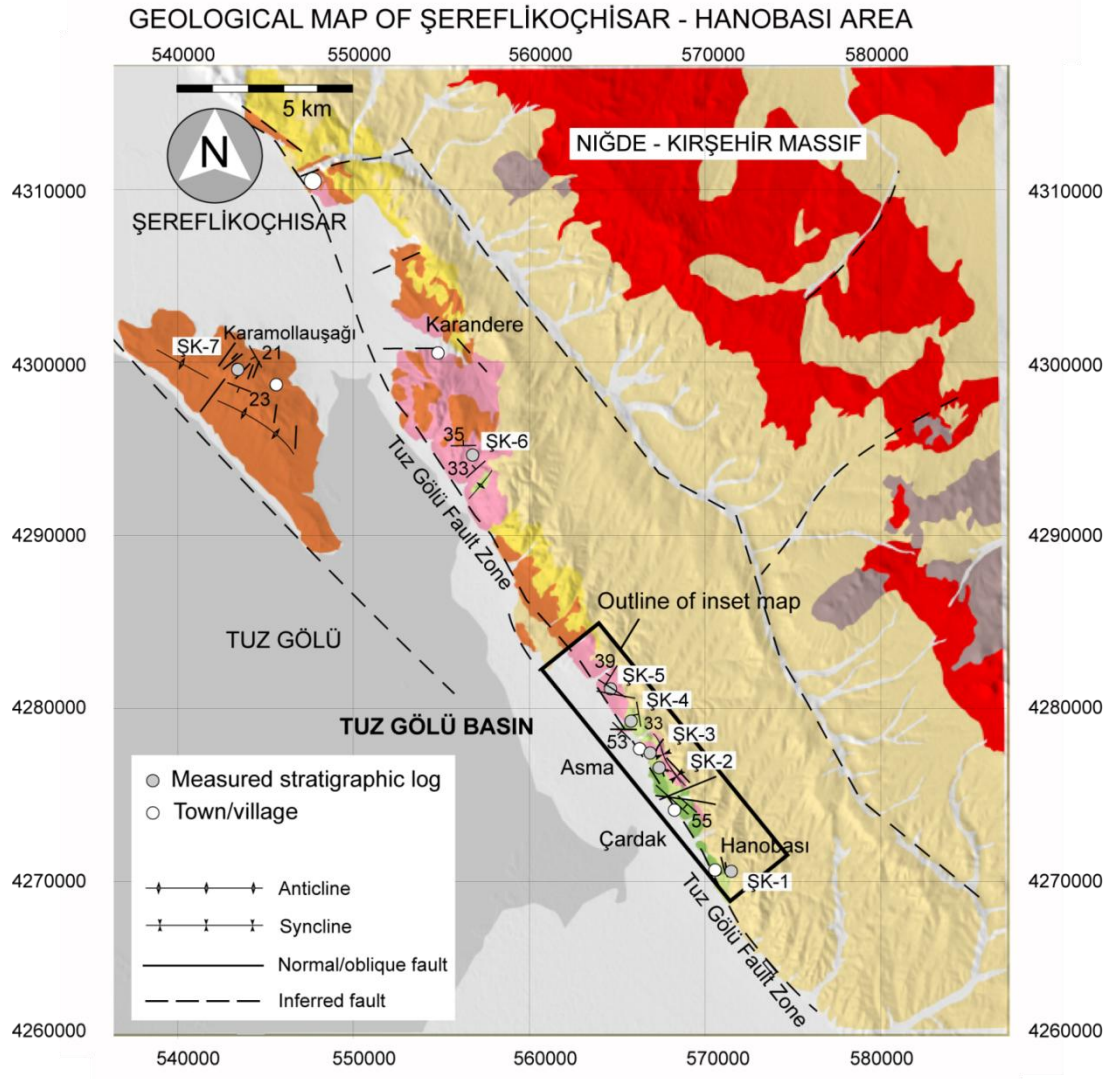 GEOLOGICAL MAP OF ŞEREFLİKOÇHİSAR - HANOBASI AREA
540000
550000
560000
570000
580000
5 km
N
NIĞDE - KIRŞEHİR MASSIF
4310000
4310000
ŞEREFLİKOÇHISAR
Karamollauşağı
Karandere
ŞK-7
21
4300000
4300000
23
35
ŞK-6
33
Tuz Gölü Fault Zone
4290000
4290000
Outline of inset map
TUZ GÖLÜ
39
ŞK-5
ŞK-4
4280000
4280000
TUZ GÖLÜ BASIN
33
ŞK-3
53
ŞK-2
Asma
Measured stratigraphic log
Town/village
55
Çardak
Hanobası
4270000
4270000
ŞK-1
Tuz Gölü Fault Zone
Anticline
Syncline
Normal/oblique fault
Inferred fault
4260000
4260000
540000
550000
560000
570000
580000